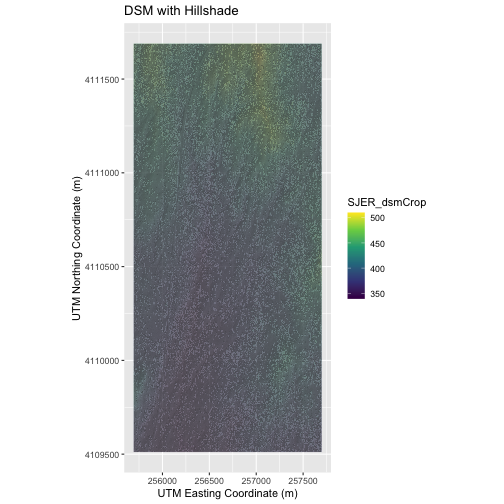 DSM with Hillshade
UTM Northing Coordinate (m)
4111500
4111000
4110500
4110000
4109500
256000 256500 257000 257500
UTM Easting Coordinate (m)
SJER_dsmCrop
500
450
400
350